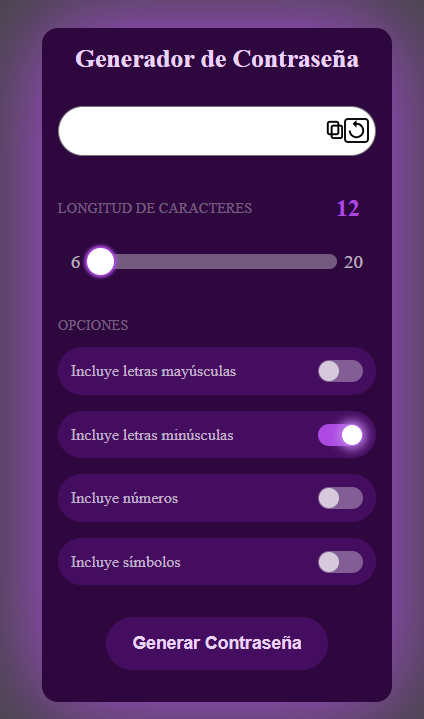 Generador de Contraseña
LONGITUD DE CARACTERES 12
6 20
OPCIONES
Incluye letras mayúsculas
Incluye letras minúsculas
Incluye números
Incluye símbolos
Generar Contraseña